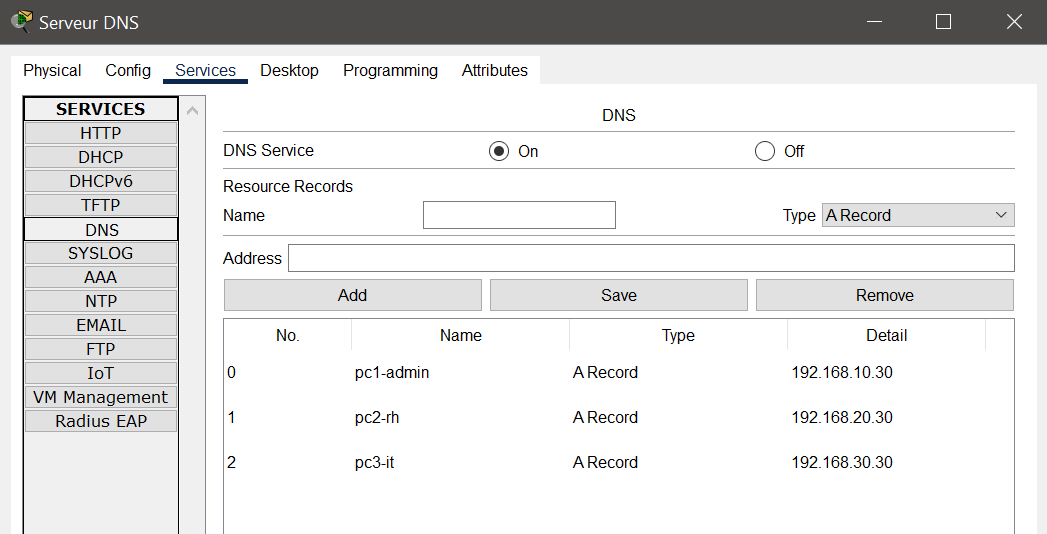 Serveur DNS
Physical Config Services Desktop Programming Attributes
SERVICES
HTTP
DHCP
DHCPv6
TFTP
DNS
SYSLOG
AAA
NTP
EMAIL
FTP
IoT
VM Management
Radius EAP
DNS
DNS Service On Off
Resource Records
Name Type A Record
Address
Add Save Remove
No. Name Type Detail
0 pc1-admin A Record 192.168.10.30
1 pc2-rh A Record 192.168.20.30
2 pc3-it A Record 192.168.30.30